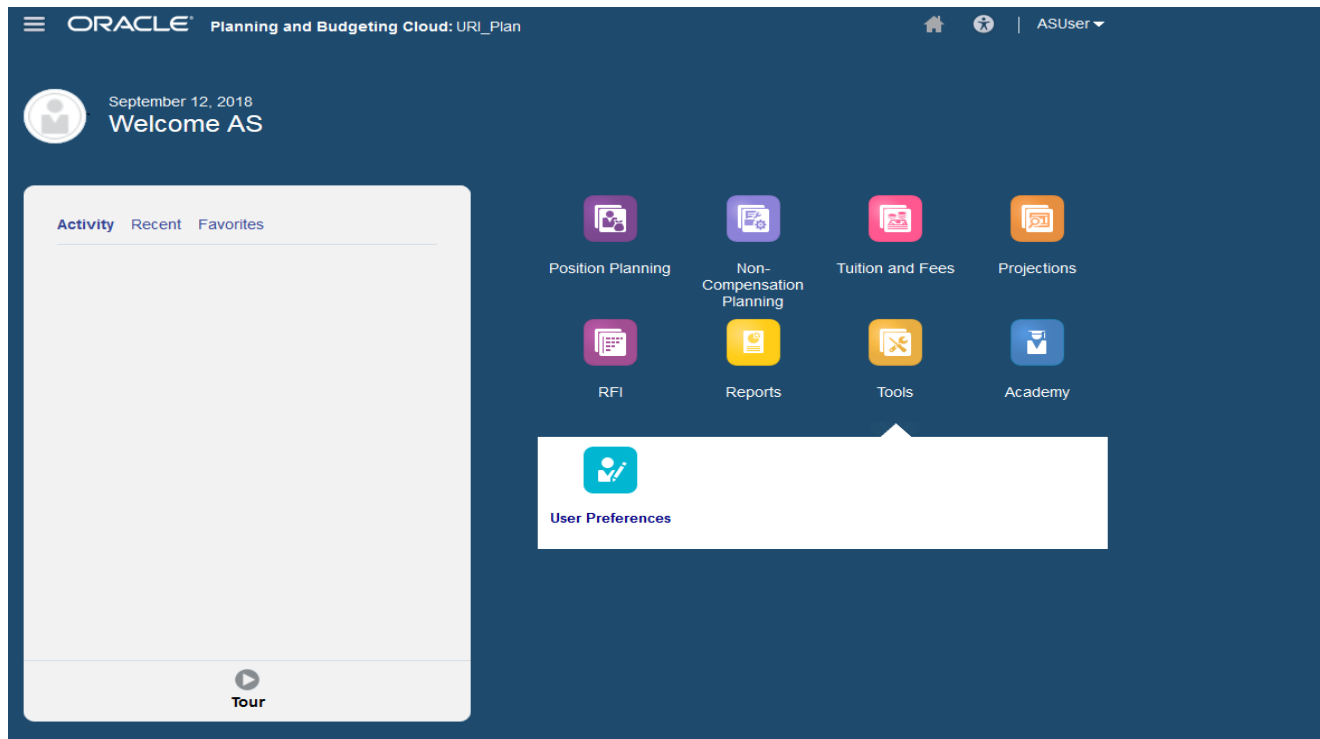 ORACLE® Planning and Budgeting Cloud: URI_Plan
ASUser
September 12, 2018
Welcome AS
Activity Recent Favorites
Position Planning
Non-
Compensation
Planning
Tuition and Fees
Projections
RFI
Reports
Tools
Academy
User Preferences
Tour